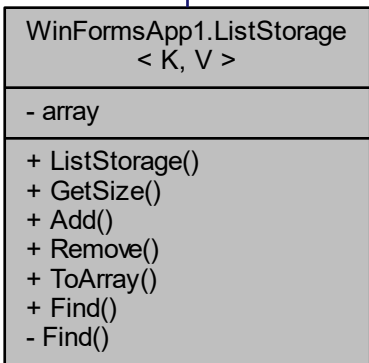 WinFormsApp1.ListStorage
< K, V >
- array
+ ListStorage()
+ GetSize()
+ Add()
+ Remove()
+ ToArray()
+ Find()
- Find()